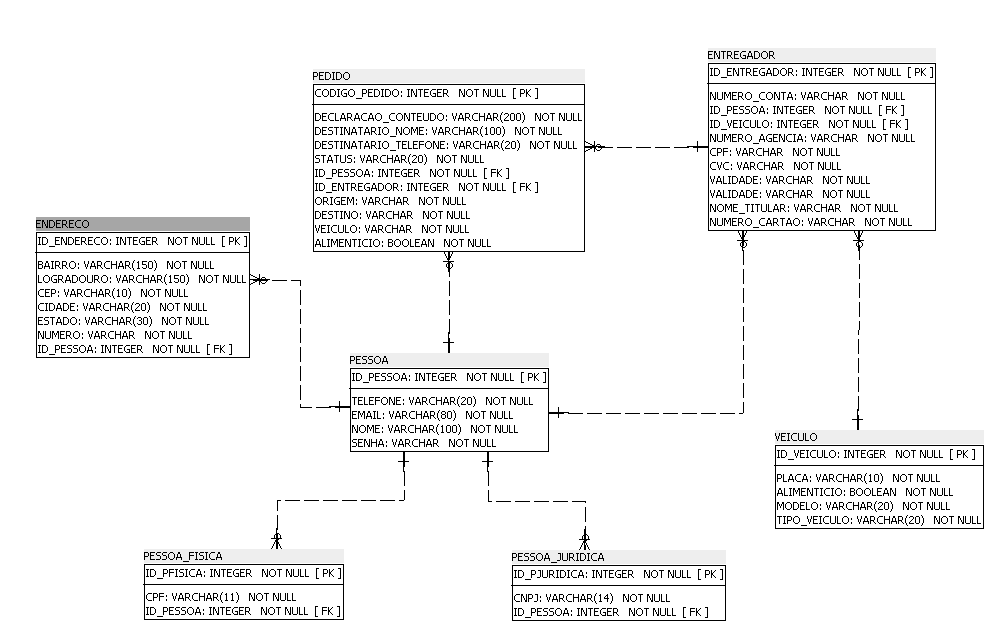 ENTREGADOR
ID_ENTREGADOR: INTEGER NOT NULL [ PK ]
NUMERO_CONTA: VARCHAR NOT NULL
ID_PESSOA: INTEGER NOT NULL [ FK ]
ID_VEICULO: INTEGER NOT NULL [ FK ]
NUMERO_AGENCIA: VARCHAR NOT NULL
CPF: VARCHAR NOT NULL
CVC: VARCHAR NOT NULL
VALIDADE: VARCHAR NOT NULL
VALIDADE: VARCHAR NOT NULL
NOME_TITULAR: VARCHAR NOT NULL
NUMERO_CARTAO: VARCHAR NOT NULL
PEDIDO
CODIGO_PEDIDO: INTEGER NOT NULL [ PK ]
DECLARACAO_CONTEUDO: VARCHAR(200) NOT NULL
DESTINATARIO_NOME: VARCHAR(100) NOT NULL
DESTINATARIO_TELEFONE: VARCHAR(20) NOT NULL
STATUS: VARCHAR(20) NOT NULL
ID_PESSOA: INTEGER NOT NULL [ FK ]
ID_ENTREGADOR: INTEGER NOT NULL [ FK ]
ORIGEM: VARCHAR NOT NULL
DESTINO: VARCHAR NOT NULL
VEICULO: VARCHAR NOT NULL
ALIMENTICIO: BOOLEAN NOT NULL
ENDERECO
ID_ENDERECO: INTEGER NOT NULL [ PK ]
BAIRRO: VARCHAR(150) NOT NULL
LOGRADOURO: VARCHAR(150) NOT NULL
CEP: VARCHAR(10) NOT NULL
CIDADE: VARCHAR(20) NOT NULL
ESTADO: VARCHAR(30) NOT NULL
NUMERO: VARCHAR NOT NULL
ID_PESSOA: INTEGER NOT NULL [ FK ]
PESSOA
ID_PESSOA: INTEGER NOT NULL [ PK ]
TELEFONE: VARCHAR(20) NOT NULL
EMAIL: VARCHAR(80) NOT NULL
NOME: VARCHAR(100) NOT NULL
SENHA: VARCHAR NOT NULL
VEICULO
ID_VEICULO: INTEGER NOT NULL [ PK ]
PLACA: VARCHAR(10) NOT NULL
ALIMENTICIO: BOOLEAN NOT NULL
MODELO: VARCHAR(20) NOT NULL
TIPO_VEICULO: VARCHAR(20) NOT NULL
PESSOA_FISICA
ID_PFISICA: INTEGER NOT NULL [ PK ]
CPF: VARCHAR(11) NOT NULL
ID_PESSOA: INTEGER NOT NULL [ FK ]
PESSOA_JURIDICA
ID_PJURIDICA: INTEGER NOT NULL [ PK ]
CNPJ: VARCHAR(14) NOT NULL
ID_PESSOA: INTEGER NOT NULL [ FK ]